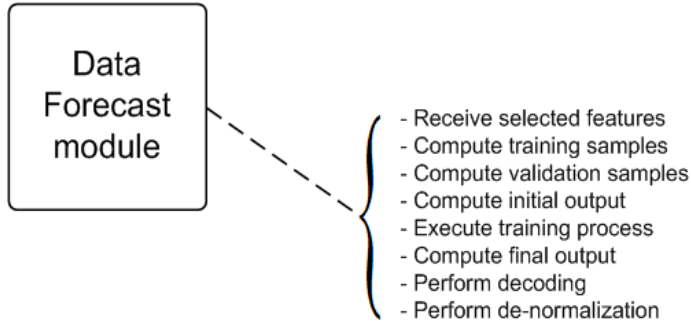 Data
Forecast
module
- Receive selected features
- Compute training samples
- Compute validation samples
- Compute initial output
- Execute training process
- Compute final output
- Perform decoding
- Perform de-normalization